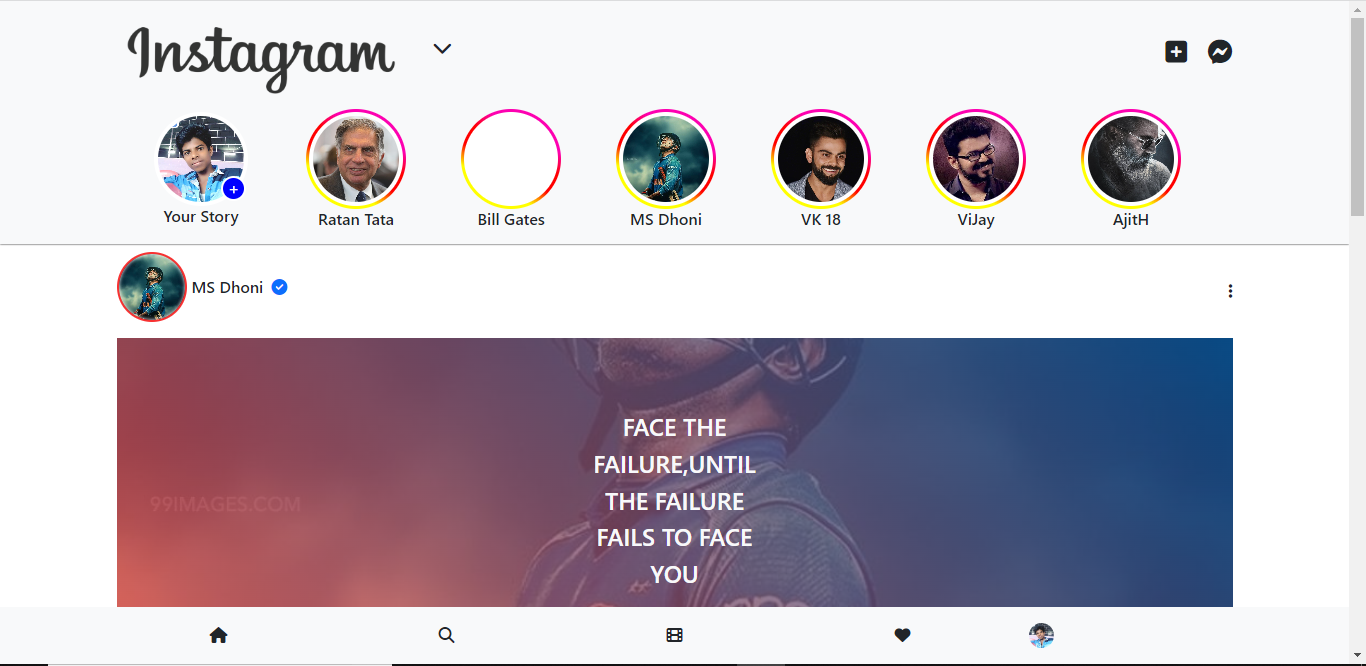 Instagram
Your Story
Ratan Tata
Bill Gates
MS Dhoni
VK 18
ViJay
AjitH
MS Dhoni
FACE THE
FAILURE,UNTIL
THE FAILURE
FAILS TO FACE
YOU
99IMAGES.COM